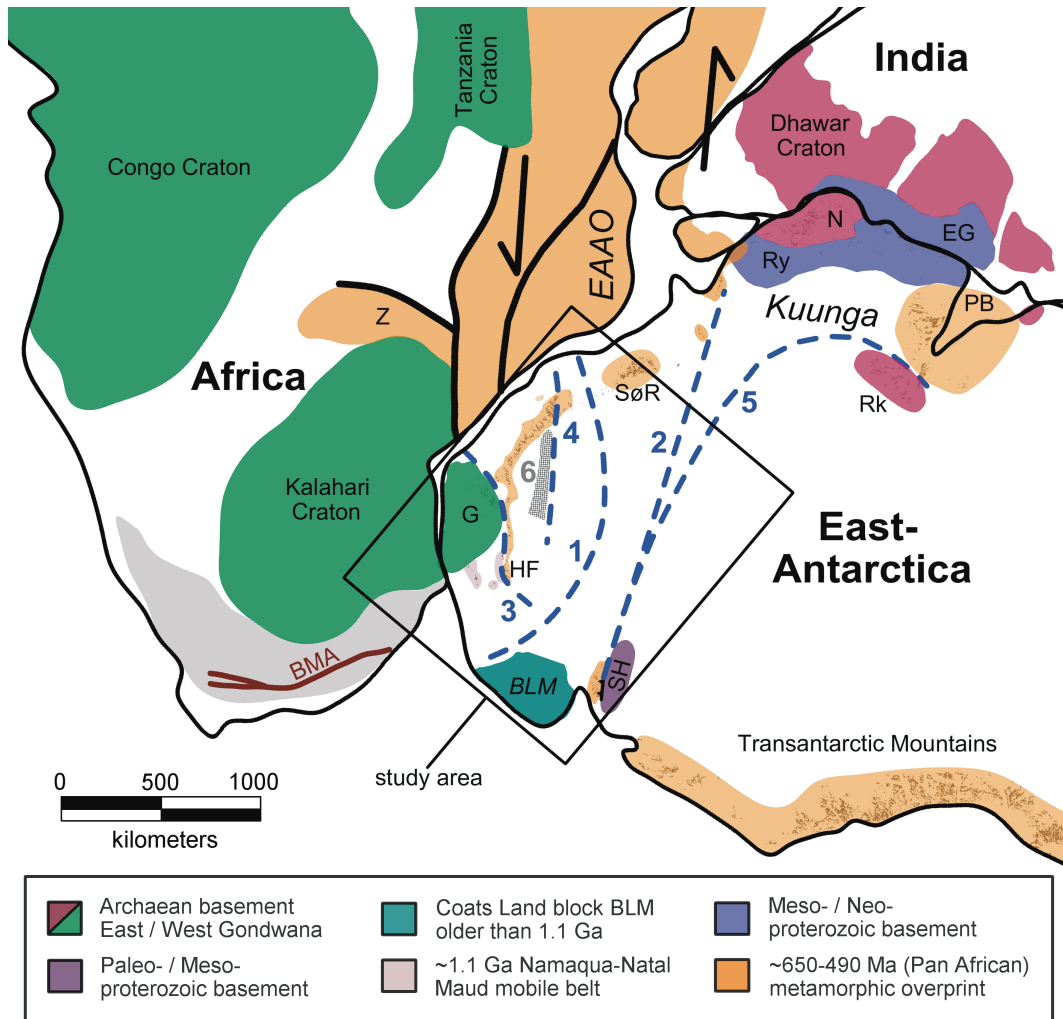 India
Tanzania
Craton
Dhawar
Craton
Congo Craton
N
EG
Ry
EAAO
PB
Kuunga
Z
Africa
SøR
Rk
5
2
4
6
Kalahari
Craton
G
1
East-
Antarctica
HF
3
BMA
BLM
SH
Transantarctic Mountains
study area
0 500 1000
kilometers
Archaean basement
East / West Gondwana
Coats Land block BLM
older than 1.1 Ga
Meso- / Neo-
proterozoic basement
Paleo- / Meso-
proterozoic basement
~1.1 Ga Namaqua-Natal
Maud mobile belt
~650-490 Ma (Pan African)
metamorphic overprint